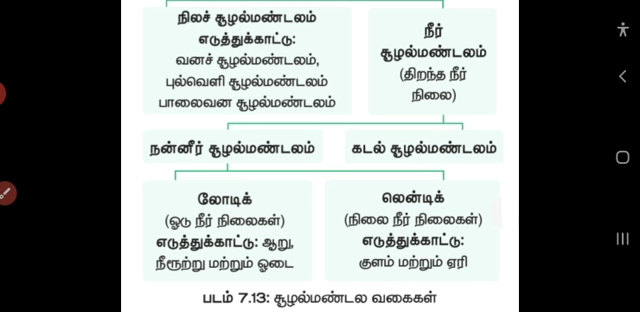 நிலச் சூழல்மண்டலம்
எடுத்துக்காட்டு:
வனச் சூழல்மண்டலம்,
புல்வெளி சூழல்மண்டலம்
பாலைவன சூழல்மண்டலம்
நீர்
சூழல்மண்டலம்
(திறந்த நீர்
நிலை)
நன்னீர் சூழல்மண்டலம்
கடல் சூழல்மண்டலம்
லோடிக்
(ஓடு நீர் நிலைகள்)
எடுத்துக்காட்டு: ஆறு,
நீரூற்று மற்றும் ஓடை
லென்டிக்
(நிலை நீர் நிலைகள்)
எடுத்துக்காட்டு:
குளம் மற்றும் ஏரி
படம் 7.13: சூழல்மண்டல வகைகள்